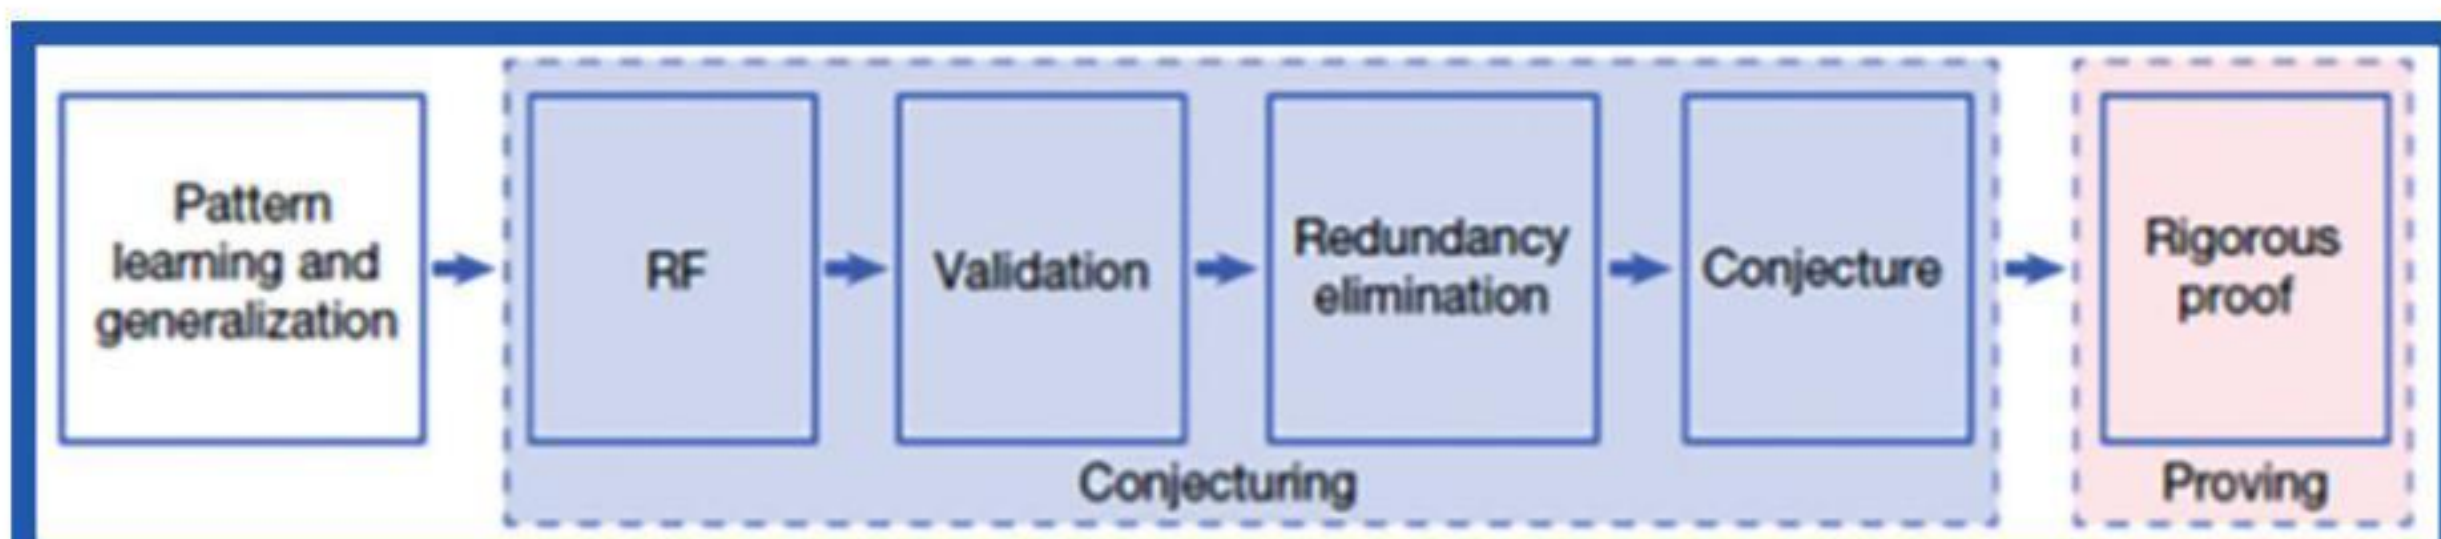 Pattern
learning and
generalization
RF
Validation
Redundancy
elimination
Conjecture
Conjecturing
Rigorous
proof
Proving